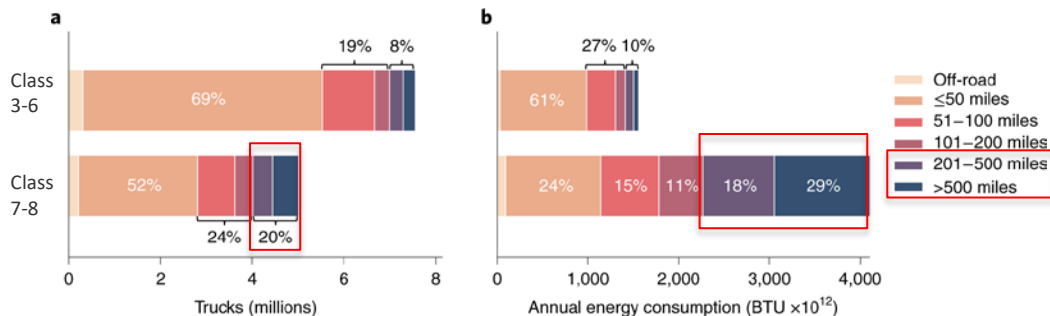 a
19%
8%
Class
3-6
69%
Class
7-8
52%
24%
20%
0
2
4
6
8
Trucks (millions)
b
27%
10%
61%
24%
15%
11%
18%
29%
0
1,000
2,000
3,000
4,000
Annual energy consumption (BTU ×10¹²)
Off-road
≤50 miles
51–100 miles
101–200 miles
201–500 miles
>500 miles